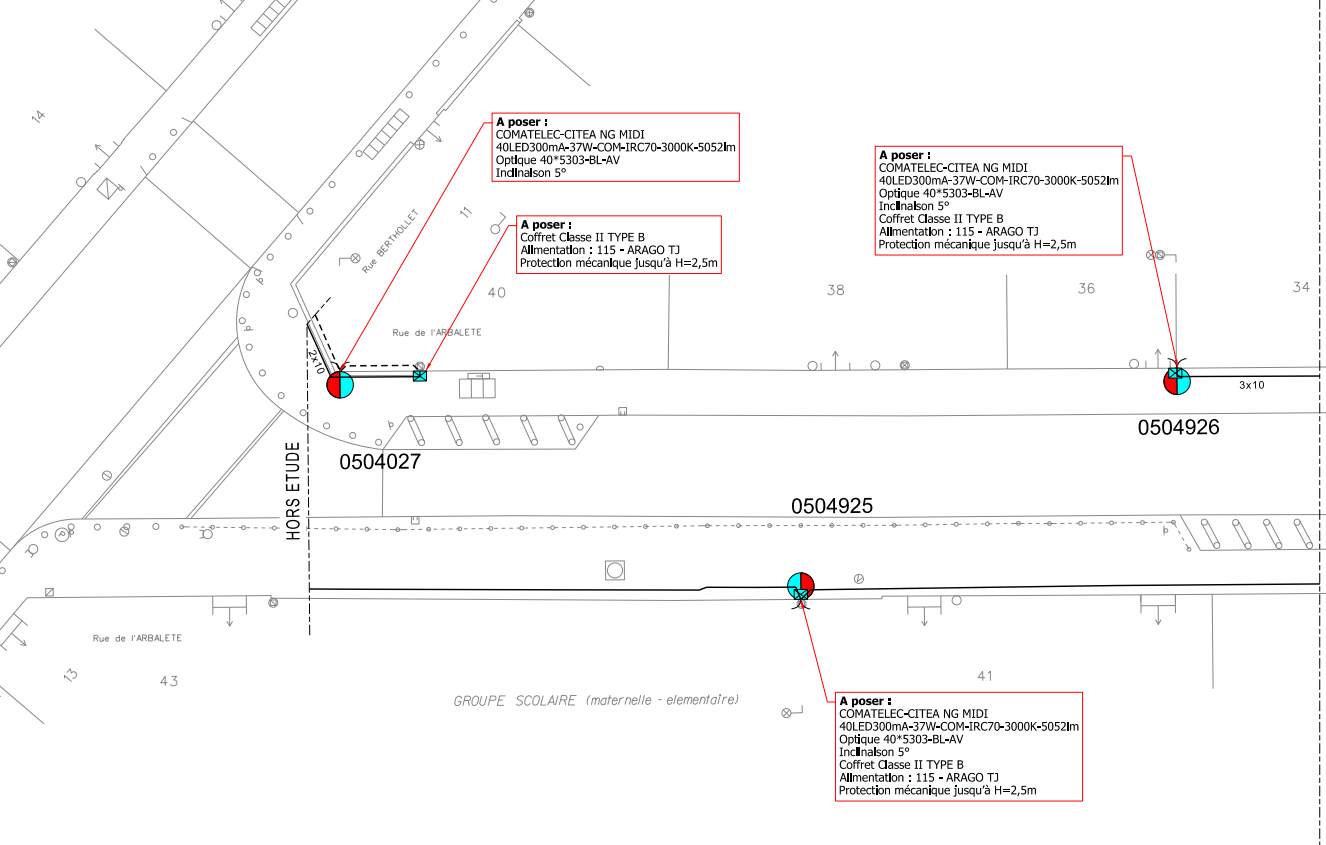 14
A poser :
COMATELEC-CITEA NG MIDI
40LED300mA-37W-COM-IRC70-3000K-5052lm
Optique 40*5303-BL-AV
Inclinaison 5°
A poser :
COMATELEC-CITEA NG MIDI
40LED300mA-37W-COM-IRC70-3000K-5052lm
Optique 40*5303-BL-AV
Inclinaison 5°
Coffret Classe II TYPE B
Alimentation : 115 - ARAGO TJ
Protection mécanique jusqu'à H=2,5m
Rue BERTHOLLET
11
A poser :
Coffret Classe II TYPE B
Alimentation : 115 - ARAGO TJ
Protection mécanique jusqu'à H=2,5m
40
38
36
34
Rue de l'ARBALETE
2x10
3x10
0504027
0504926
HORS ETUDE
0504925
Rue de l'ARBALETE
13
43
GROUPE SCOLAIRE (maternelle - elementaire)
41
A poser :
COMATELEC-CITEA NG MIDI
40LED300mA-37W-COM-IRC70-3000K-5052lm
Optique 40*5303-BL-AV
Inclinaison 5°
Coffret Classe II TYPE B
Alimentation : 115 - ARAGO TJ
Protection mécanique jusqu'à H=2,5m